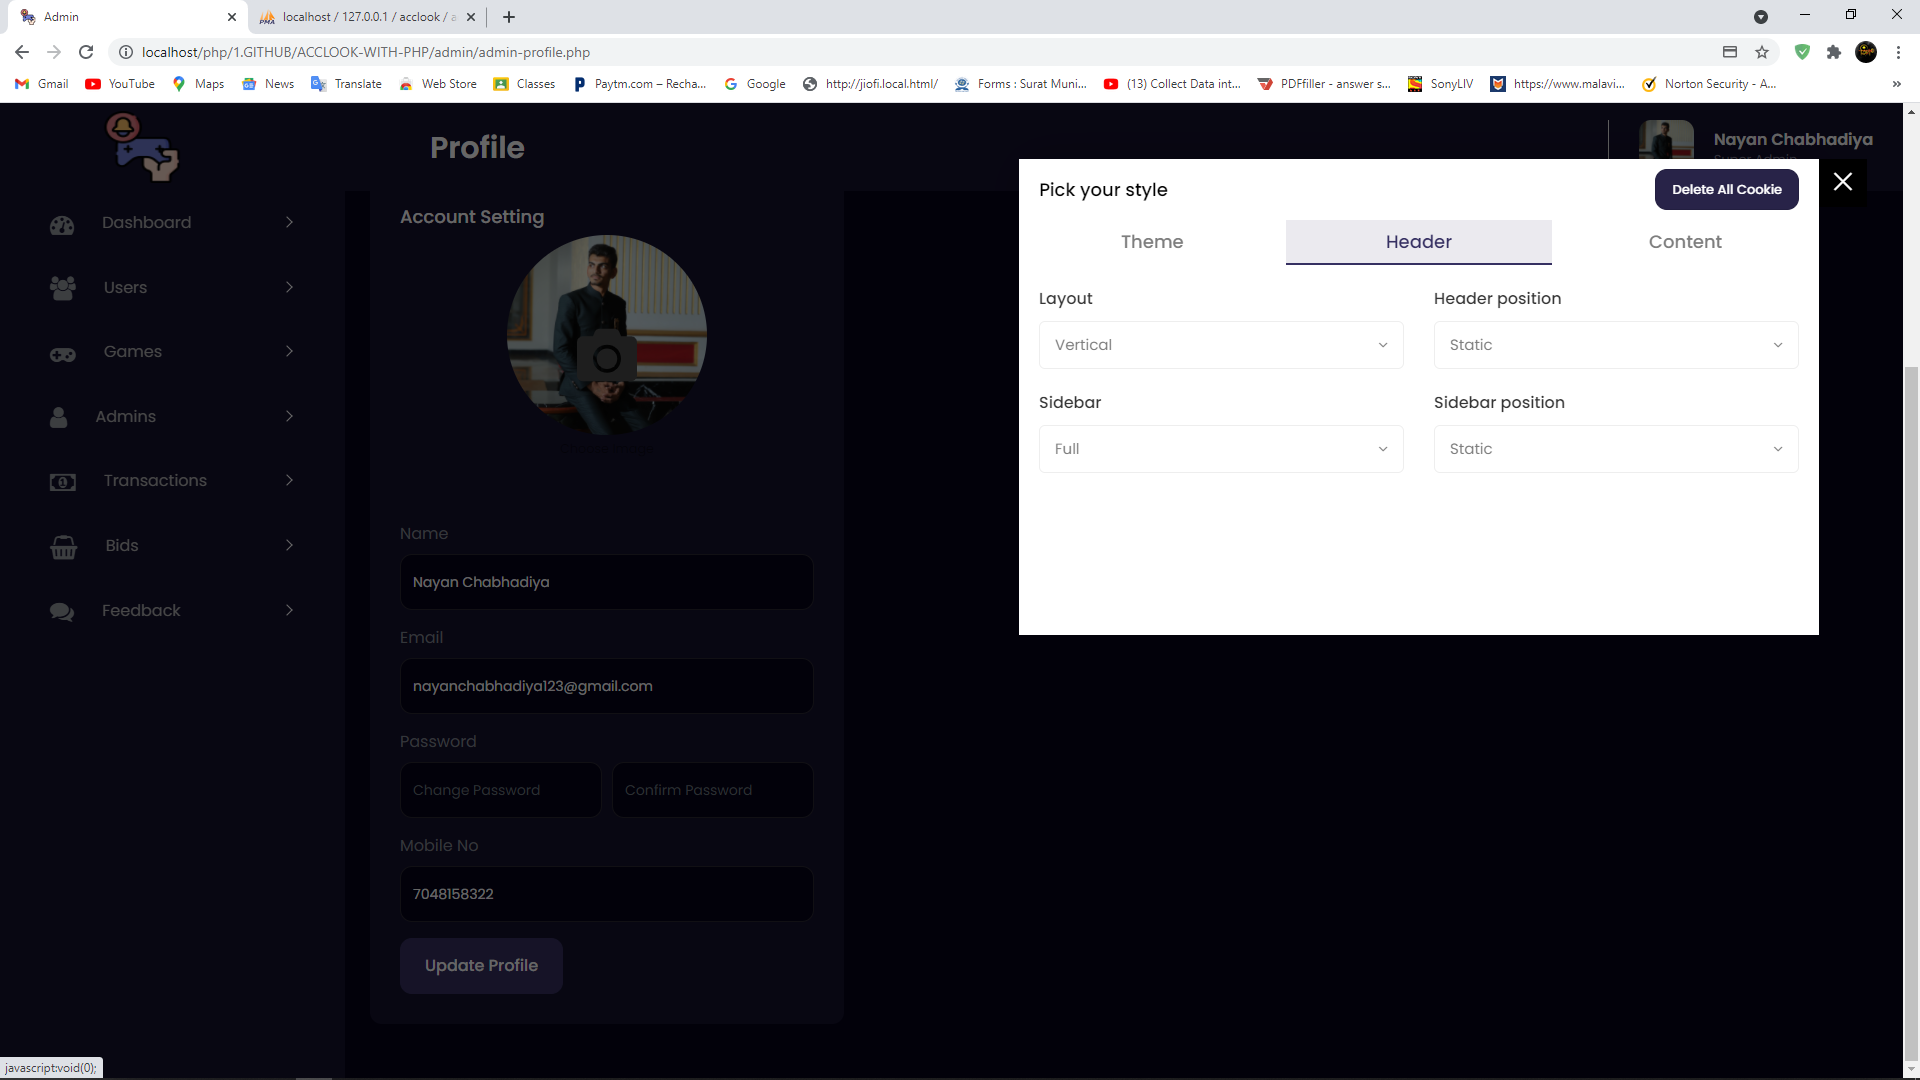 Admin
localhost / 127.0.0.1 / acclook / a
localhost/php/1.GITHUB/ACCLOOK-WITH-PHP/admin/admin-profile.php
Gmail YouTube Maps News Translate Web Store Classes Paytm.com – Recha... Google http://jiofi.local.html/ Forms : Surat Muni... (13) Collect Data int... PDFfiller - answer s... SonyLIV https://www.malavi... Norton Security - A... »
Profile
Nayan Chabhadiya
Super Admin
Dashboard
Users
Games
Admins
Transactions
Bids
Feedback
Account Setting
Name
Nayan Chabhadiya
Email
nayanchabhadiya123@gmail.com
Password
Change Password Confirm Password
Mobile No
7048158322
Update Profile
Pick your style
Delete All Cookie
Theme Header Content
Layout Header position
Vertical Static
Sidebar Sidebar position
Full Static
javascript:void(0);